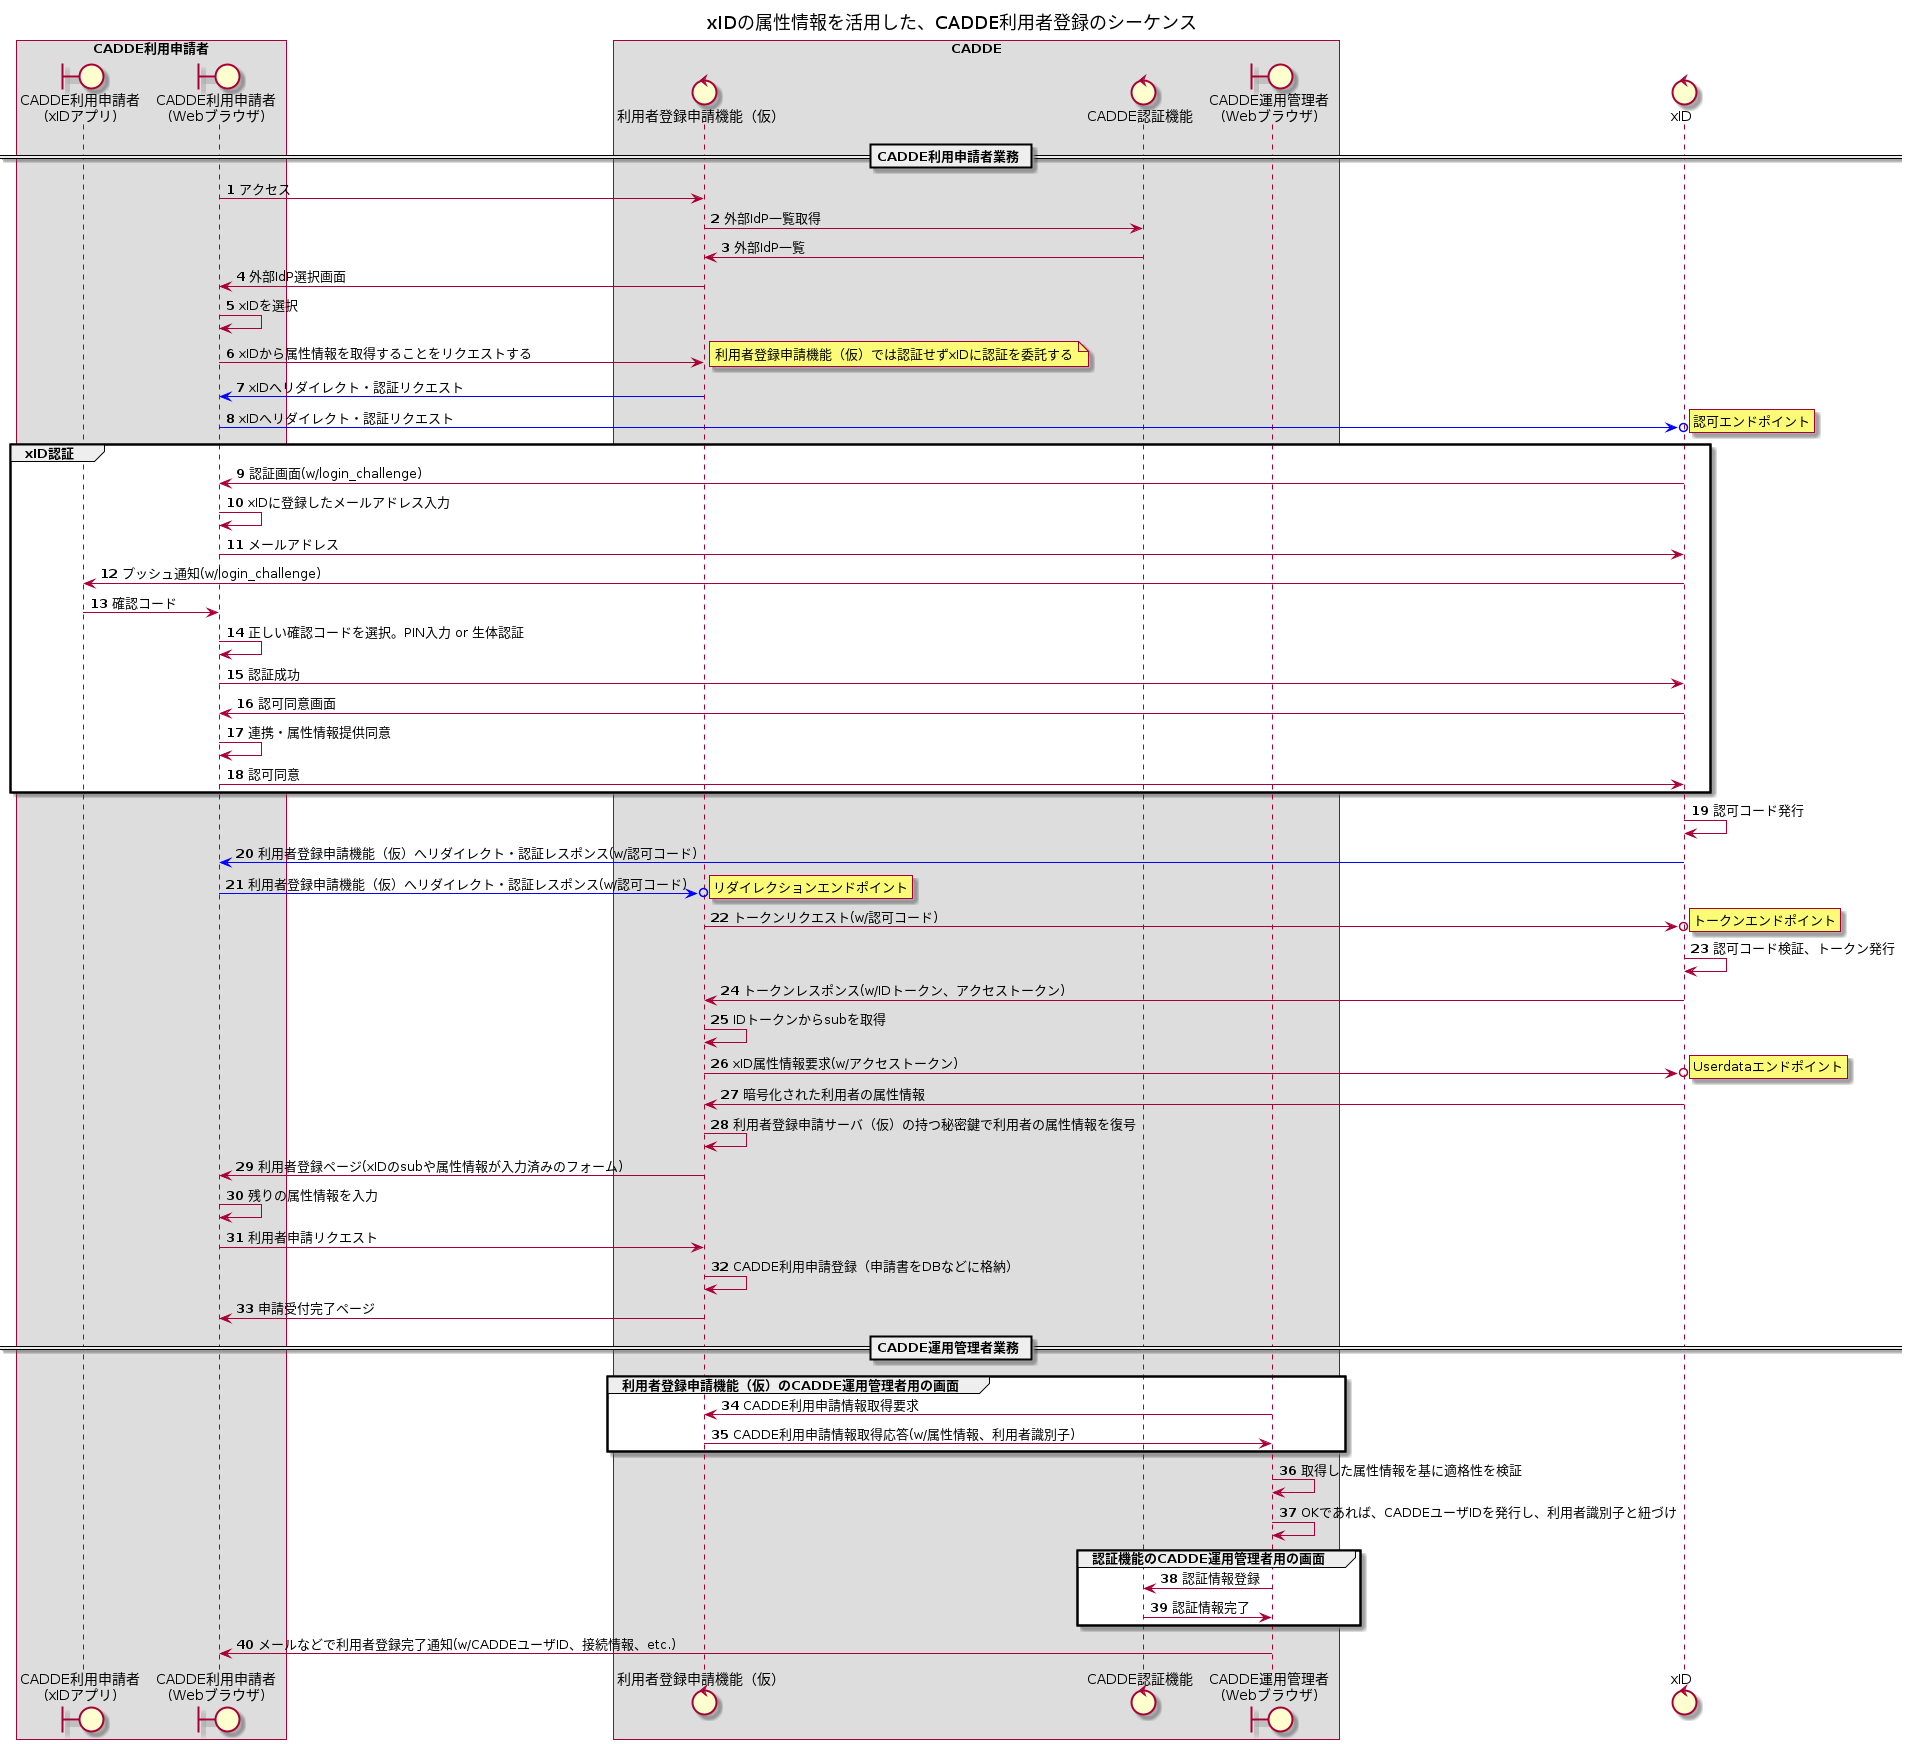 xIDの属性情報を活用した、CADDE利用者登録のシーケンス
CADDE利用申請者
CADDE
CADDE利用申請者
(xIDアプリ)
CADDE利用申請者
(Webブラウザ)
利用者登録申請機能（仮）
CADDE認証機能
CADDE運用管理者
(Webブラウザ)
xID
CADDE利用申請者業務
1 アクセス
2 外部IdP一覧取得
3 外部IdP一覧
4 外部IdP選択画面
5 xIDを選択
6 xIDから属性情報を取得することをリクエストする
利用者登録申請機能（仮）では認証せずxIDに認証を委託する
7 xIDへリダイレクト・認証リクエスト
8 xIDへリダイレクト・認証リクエスト
認可エンドポイント
xID認証
9 認証画面(w/login_challenge)
10 xIDに登録したメールアドレス入力
11 メールアドレス
12 プッシュ通知(w/login_challenge)
13 確認コード
14 正しい確認コードを選択。PIN入力 or 生体認証
15 認証成功
16 認可同意画面
17 連携・属性情報提供同意
18 認可同意
19 認可コード発行
20 利用者登録申請機能（仮）へリダイレクト・認証レスポンス(w/認可コード)
21 利用者登録申請機能（仮）へリダイレクト・認証レスポンス(w/認可コード)
リダイレクションエンドポイント
22 トークンリクエスト(w/認可コード)
トークンエンドポイント
23 認可コード検証、トークン発行
24 トークンレスポンス(w/IDトークン、アクセストークン)
25 IDトークンからsubを取得
26 xID属性情報要求(w/アクセストークン)
Userdataエンドポイント
27 暗号化された利用者の属性情報
28 利用者登録申請サーバ（仮）の持つ秘密鍵で利用者の属性情報を復号
29 利用者登録ページ(xIDのsubや属性情報が入力済みのフォーム)
30 残りの属性情報を入力
31 利用者申請リクエスト
32 CADDE利用申請登録（申請書をDBなどに格納）
33 申請受付完了ページ
CADDE運用管理者業務
利用者登録申請機能（仮）のCADDE運用管理者用の画面
34 CADDE利用申請情報取得要求
35 CADDE利用申請情報取得応答(w/属性情報、利用者識別子)
36 取得した属性情報を基に適格性を検証
37 OKであれば、CADDEユーザIDを発行し、利用者識別子と紐づけ
認証機能のCADDE運用管理者用の画面
38 認証情報登録
39 認証情報完了
40 メールなどで利用者登録完了通知(w/CADDEユーザID、接続情報、etc.)
CADDE利用申請者
(xIDアプリ)
CADDE利用申請者
(Webブラウザ)
利用者登録申請機能（仮）
CADDE認証機能
CADDE運用管理者
(Webブラウザ)
xID